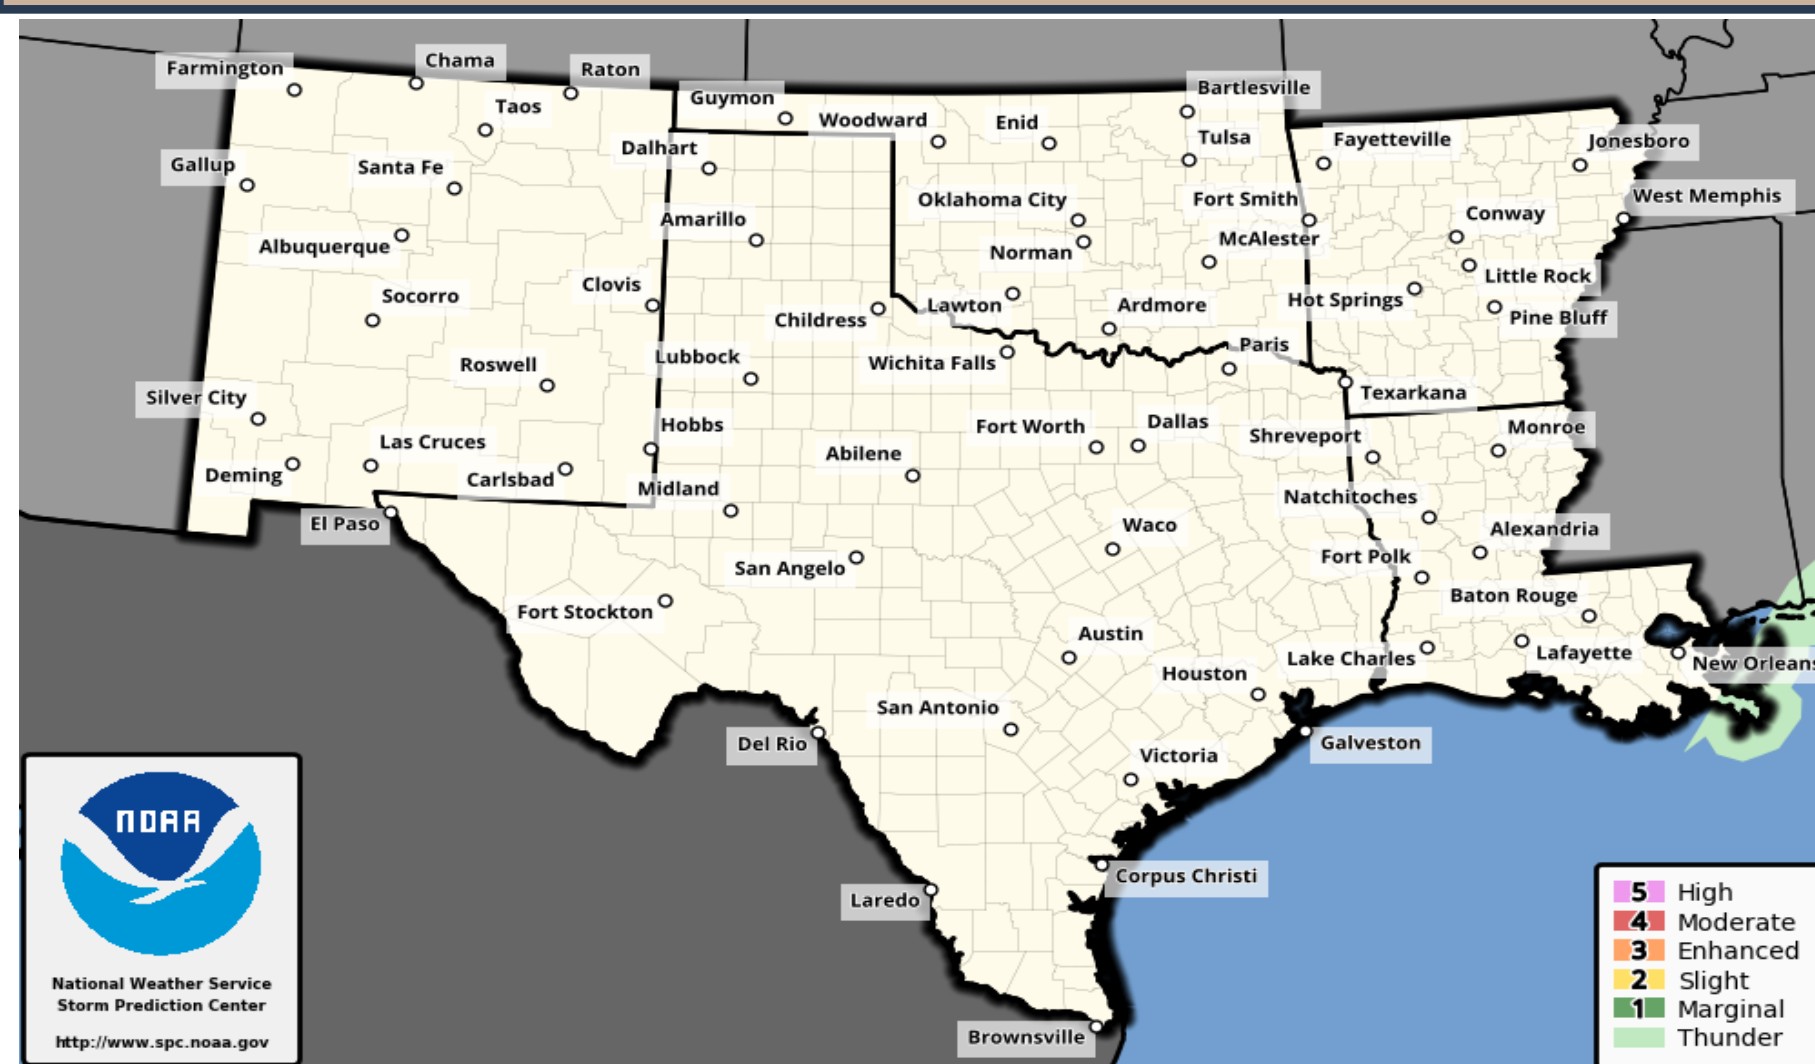 Farmington
Chama
Raton
Guymon
Bartlesville
Taos
Woodward
Enid
Tulsa
Fayetteville
Jonesboro
Gallup
Santa Fe
Dalhart
Oklahoma City
Fort Smith
West Memphis
Amarillo
Conway
Albuquerque
Norman
McAlester
Little Rock
Socorro
Clovis
Childress
Lawton
Ardmore
Hot Springs
Pine Bluff
Roswell
Lubbock
Wichita Falls
Paris
Texarkana
Silver City
Hobbs
Fort Worth
Dallas
Shreveport
Monroe
Las Cruces
Deming
Carlsbad
Midland
Abilene
Natchitoches
El Paso
Waco
Alexandria
San Angelo
Fort Polk
Fort Stockton
Baton Rouge
Austin
Lake Charles
Lafayette
New Orleans
Houston
San Antonio
Del Rio
Victoria
Galveston
Corpus Christi
Laredo
Brownsville
NOAA
National Weather Service
Storm Prediction Center
http://www.spc.noaa.gov
5 High
4 Moderate
3 Enhanced
2 Slight
1 Marginal
Thunder